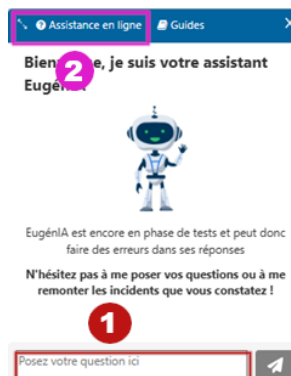 Assistance en ligne Guides
je suis votre assistant
EugénIA est encore en phase de tests et peut donc
faire des erreurs dans ses réponses
N'hésitez pas à me poser vos questions ou à me
remonter les incidents que vous constatez !
1
2
Posez votre question ici